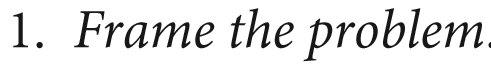 1. Frame the problem.